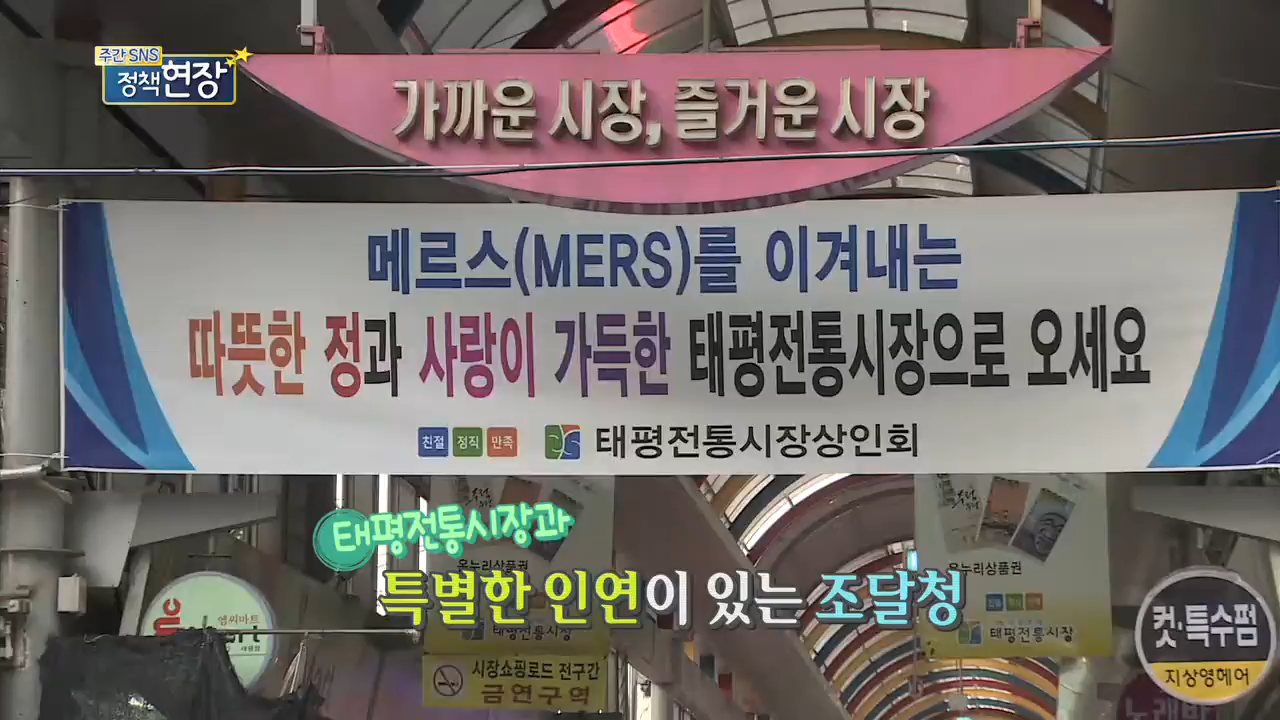 주간 SNS
정책현장
가까운 시장, 즐거운 시장
메르스(MERS)를 이겨내는
따뜻한 정과 사랑이 가득한 태평전통시장으로 오세요
친절 정직 만족 태평전통시장상인회
태평전통시장과
특별한 인연이 있는 조달청
온누리상품권
온누리상품권
태평전통시장
태평전통시장
엠씨마트
시장쇼핑로드 전구간
금연구역
컷·특수펌
지상영헤어